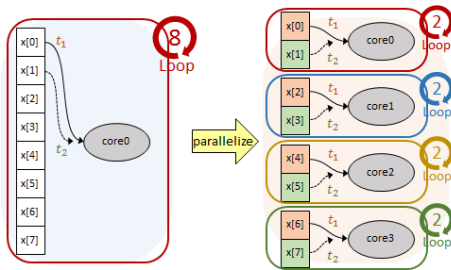 x[0]
x[1]
x[2]
x[3]
x[4]
x[5]
x[6]
x[7]
t₁
t₂
core0
8
Loop
parallelize
x[0]
x[1]
t₁
t₂
core0
2
Loop
x[2]
x[3]
t₁
t₂
core1
2
Loop
x[4]
x[5]
t₁
t₂
core2
2
Loop
x[6]
x[7]
t₁
t₂
core3
2
Loop